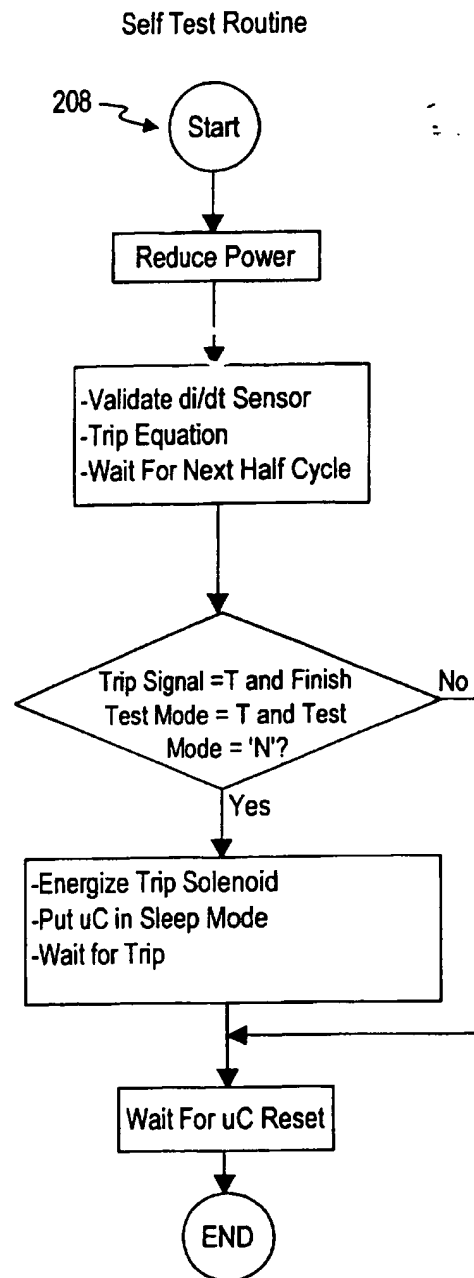 Self Test Routine
208
Start
Reduce Power
-Validate di/dt Sensor
-Trip Equation
-Wait For Next Half Cycle
Trip Signal =T and Finish
Test Mode = T and Test
Mode = 'N'?
No
Yes
-Energize Trip Solenoid
-Put uC in Sleep Mode
-Wait for Trip
Wait For uC Reset
END